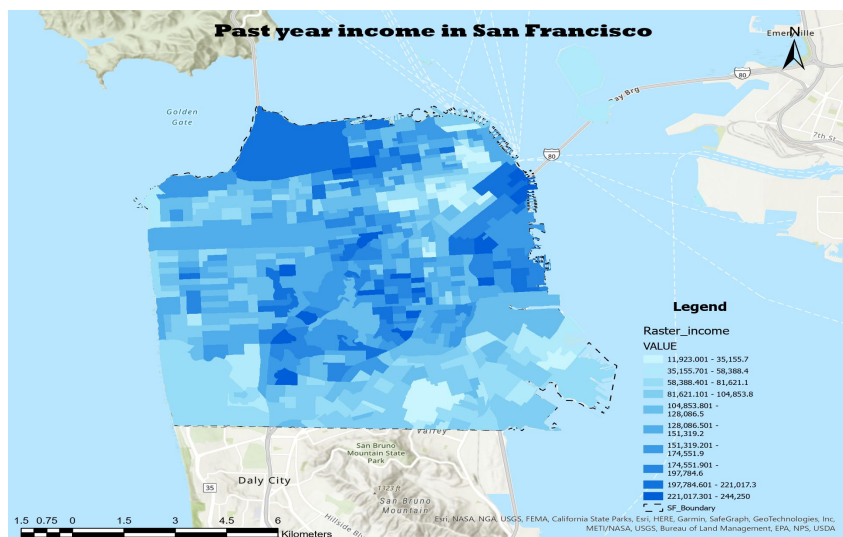 Past year income in San Francisco
Emeryville
N
80
Golden
Gate
Bay Brg
7th St
80
Legend
Raster_income
VALUE
11,923.001 - 35,155.7
35,155.701 - 58,388.4
58,388.401 - 81,621.1
81,621.101 - 104,853.8
104,853.801 -
128,086.5
128,086.501 -
151,319.2
151,319.201 -
174,551.9
174,551.901 -
197,784.6
197,784.601 - 221,017.3
221,017.301 - 244,250
SF_Boundary
Valley
San Bruno
Mountain State
Park
35
Daly City
San Bruno
Mountain
Hillside Blvd
1.5 0.75 0 1.5 3 4.5 6
Kilometers
Esri, NASA, NGA, USGS, FEMA, California State Parks, Esri, HERE, Garmin, SafeGraph, GeoTechnologies, Inc,
METI/NASA, USGS, Bureau of Land Management, EPA, NPS, USDA